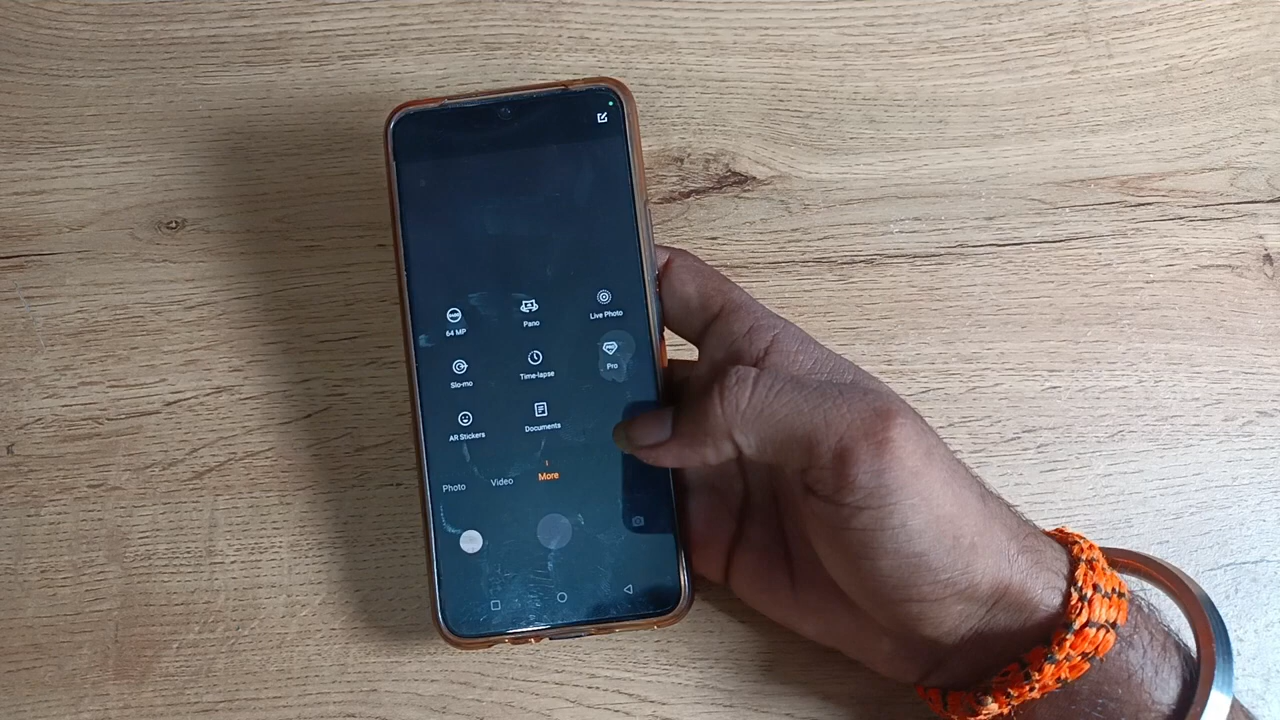 64 MP
Pano
Live Photo
Slo-mo
Time-lapse
Pro
AR Stickers
Documents
Photo
Video
More